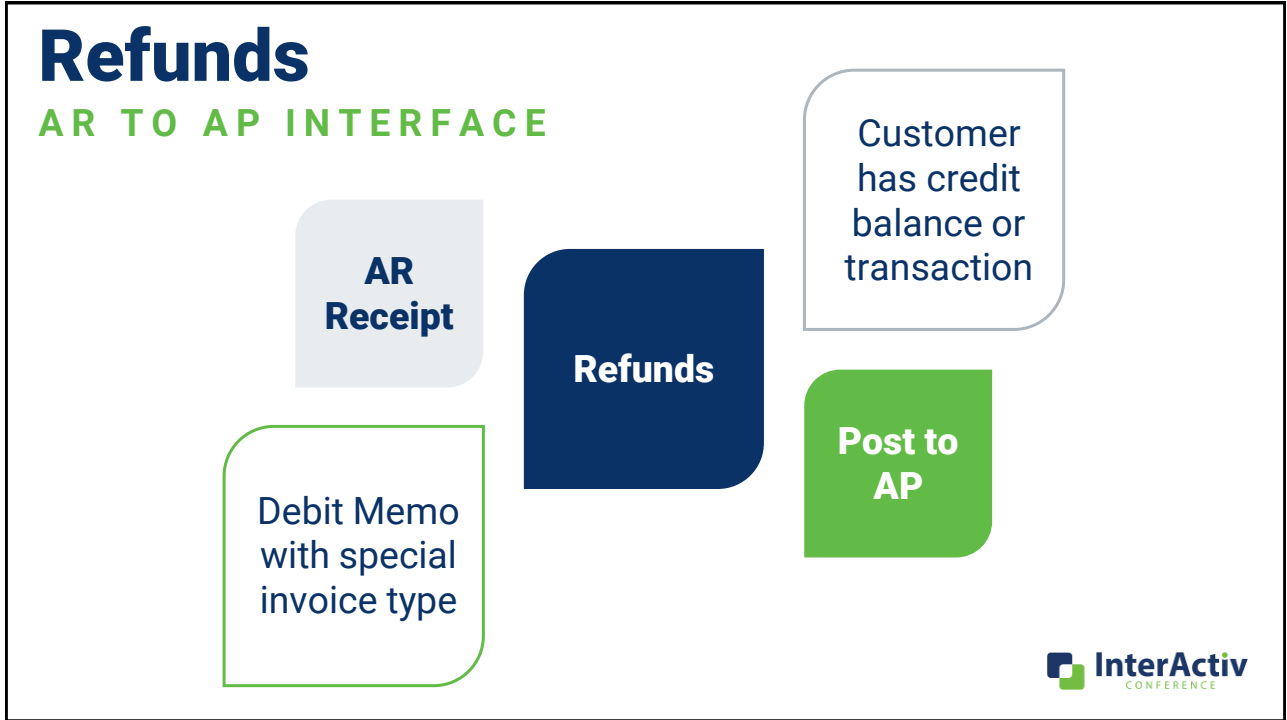 Refunds
AR TO AP INTERFACE
Customer
has credit
balance or
transaction
AR
Receipt
Refunds
Post to
AP
Debit Memo
with special
invoice type
InterActiv
CONFERENCE